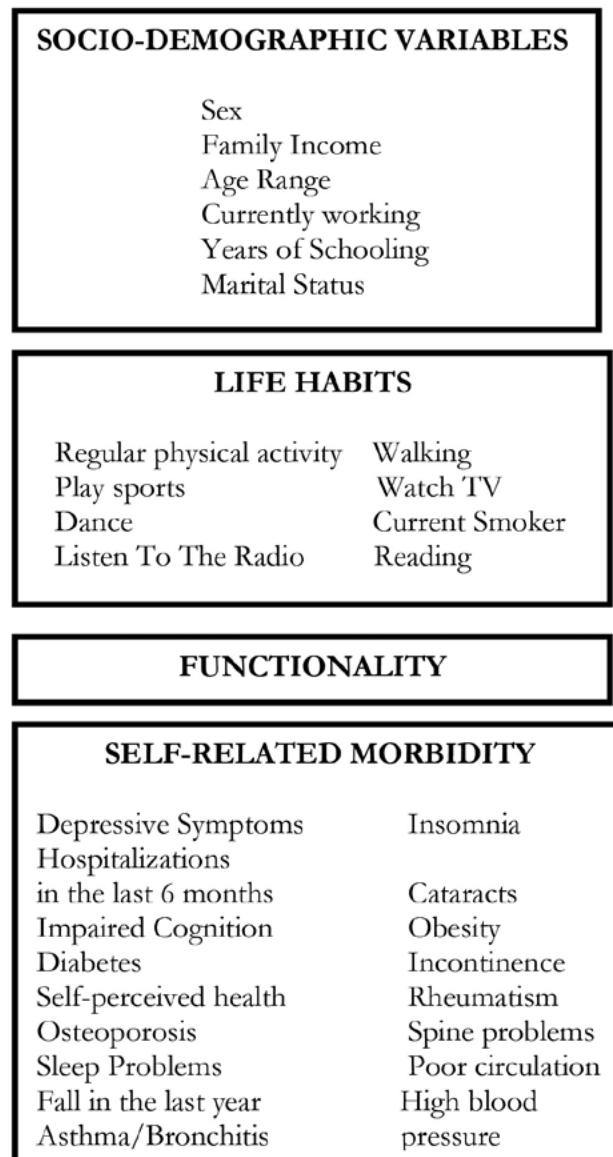 SOCIO-DEMOGRAPHIC VARIABLES
Sex
Family Income
Age Range
Currently working
Years of Schooling
Marital Status
LIFE HABITS
Regular physical activity Walking
Play sports Watch TV
Dance Current Smoker
Listen To The Radio Reading
FUNCTIONALITY
SELF-RELATED MORBIDITY
Depressive Symptoms Insomnia
Hospitalizations
in the last 6 months Cataracts
Impaired Cognition Obesity
Diabetes Incontinence
Self-perceived health Rheumatism
Osteoporosis Spine problems
Sleep Problems Poor circulation
Fall in the last year High blood
Asthma/Bronchitis pressure